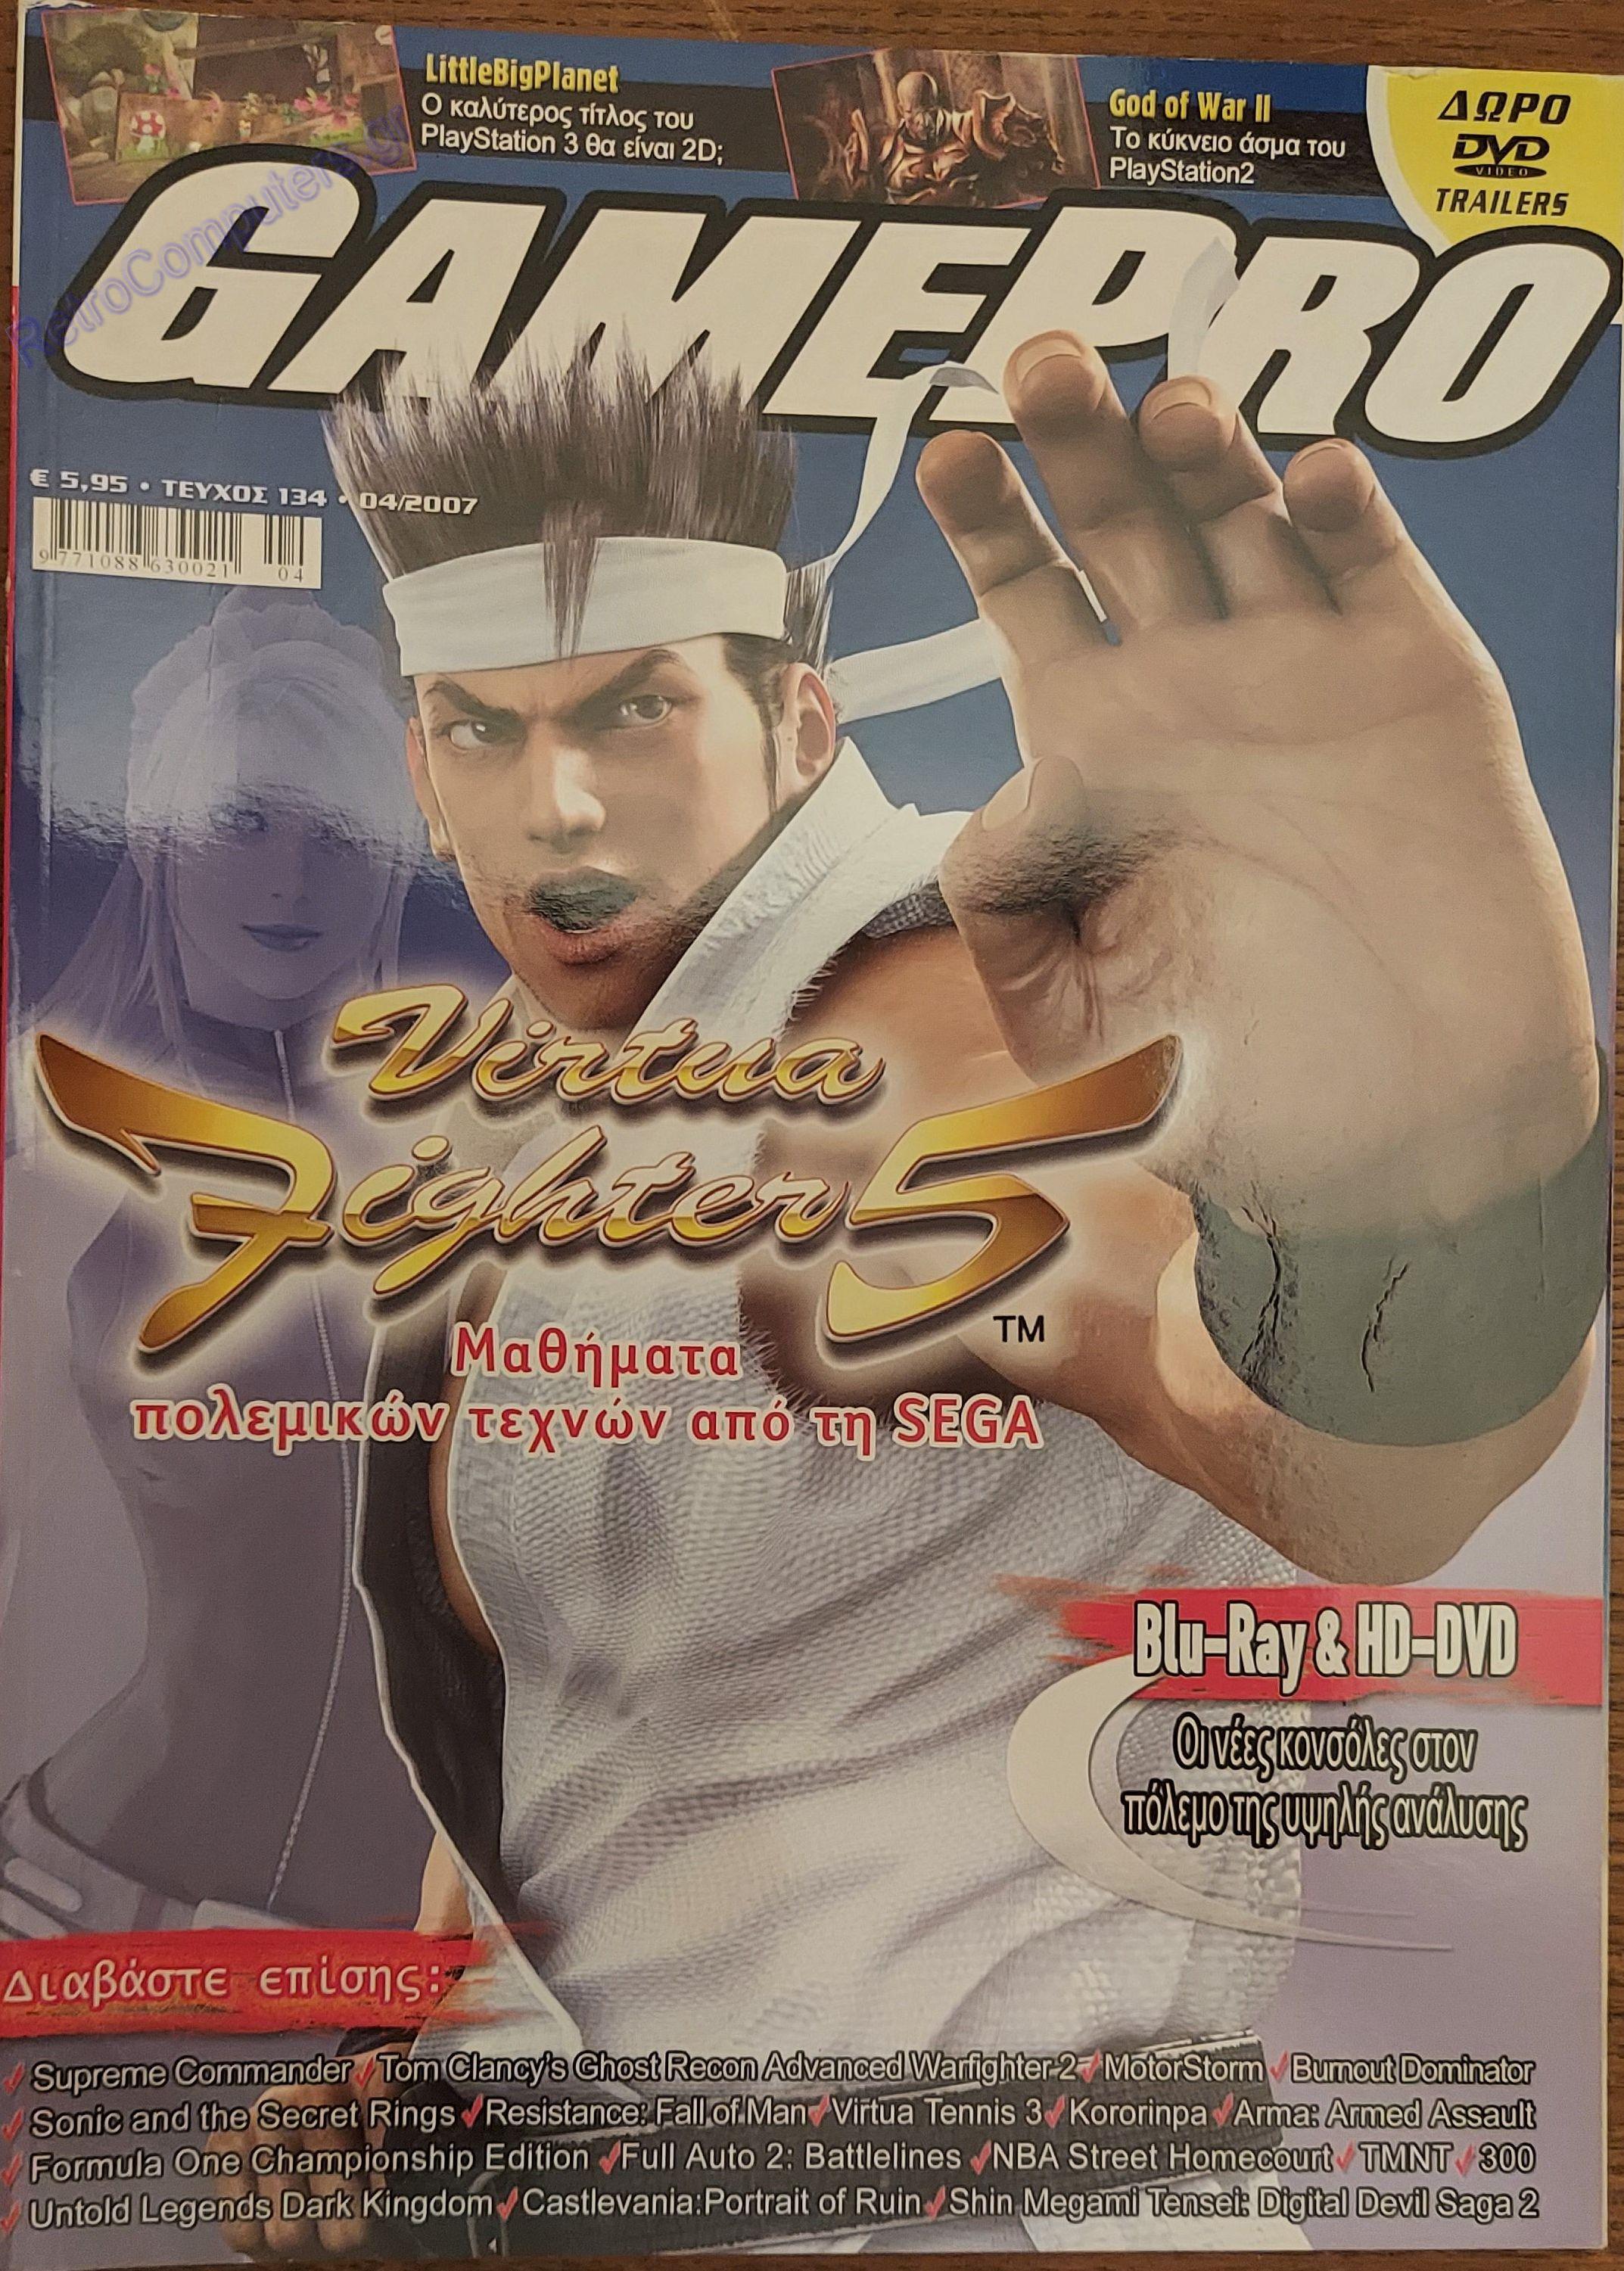 LittleBigPlanet
Ο καλύτερος τίτλος του
PlayStation 3 θα είναι 2D;
God of War II
Το κύκνειο άσμα του
PlayStation2
ΔΩΡΟ
DVD
VIDEO
TRAILERS
GAMEPRO
RetroComputers.gr
€ 5,95 • ΤΕΥΧΟΣ 134 • 04/2007
9 771088 630021 04
Virtua
Fighter 5
TM
Μαθήματα
πολεμικών τεχνών από τη SEGA
Blu-Ray & HD-DVD
Οι νέες κονσόλες στον
πόλεμο της υψηλής ανάλυσης
Διαβάστε επίσης:
✓ Supreme Commander ✓ Tom Clancy's Ghost Recon Advanced Warfighter 2 ✓ MotorStorm ✓ Burnout Dominator
✓ Sonic and the Secret Rings ✓ Resistance: Fall of Man ✓ Virtua Tennis 3 ✓ Kororinpa ✓ Arma: Armed Assault
✓ Formula One Championship Edition ✓ Full Auto 2: Battlelines ✓ NBA Street Homecourt ✓ TMNT ✓ 300
✓ Untold Legends Dark Kingdom ✓ Castlevania:Portrait of Ruin ✓ Shin Megami Tensei: Digital Devil Saga 2